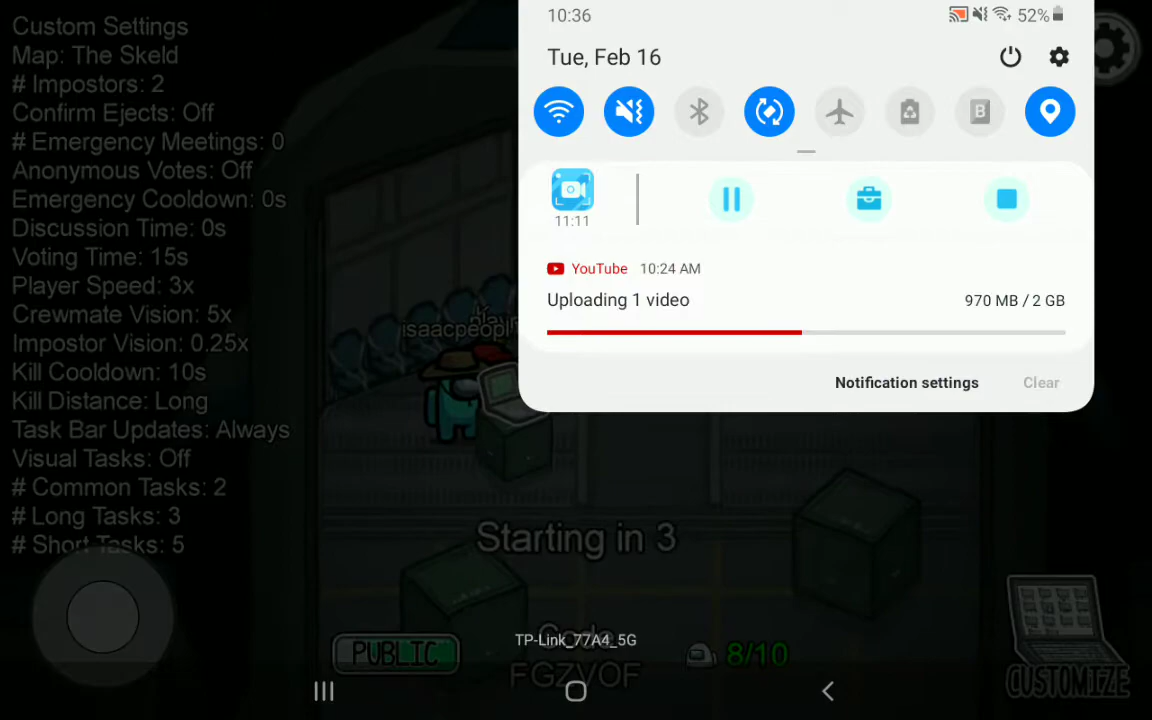 Custom Settings
Map: The Skeld
# Impostors: 2
Confirm Ejects: Off
# Emergency Meetings: 0
Anonymous Votes: Off
Emergency Cooldown: 0s
Discussion Time: 0s
Voting Time: 15s
Player Speed: 3x
Crewmate Vision: 5x
Impostor Vision: 0.25x
Kill Cooldown: 10s
Kill Distance: Long
Task Bar Updates: Always
Visual Tasks: Off
# Common Tasks: 2
# Long Tasks: 3
# Short Tasks: 5
10:36
52%
Tue, Feb 16
B
11:11
YouTube 10:24 AM
Uploading 1 video
970 MB / 2 GB
Notification settings
Clear
Starting in 3
TP-Link_77A4_5G
PUBLIC
Code
FGZVOF
8/10
CUSTOMIZE